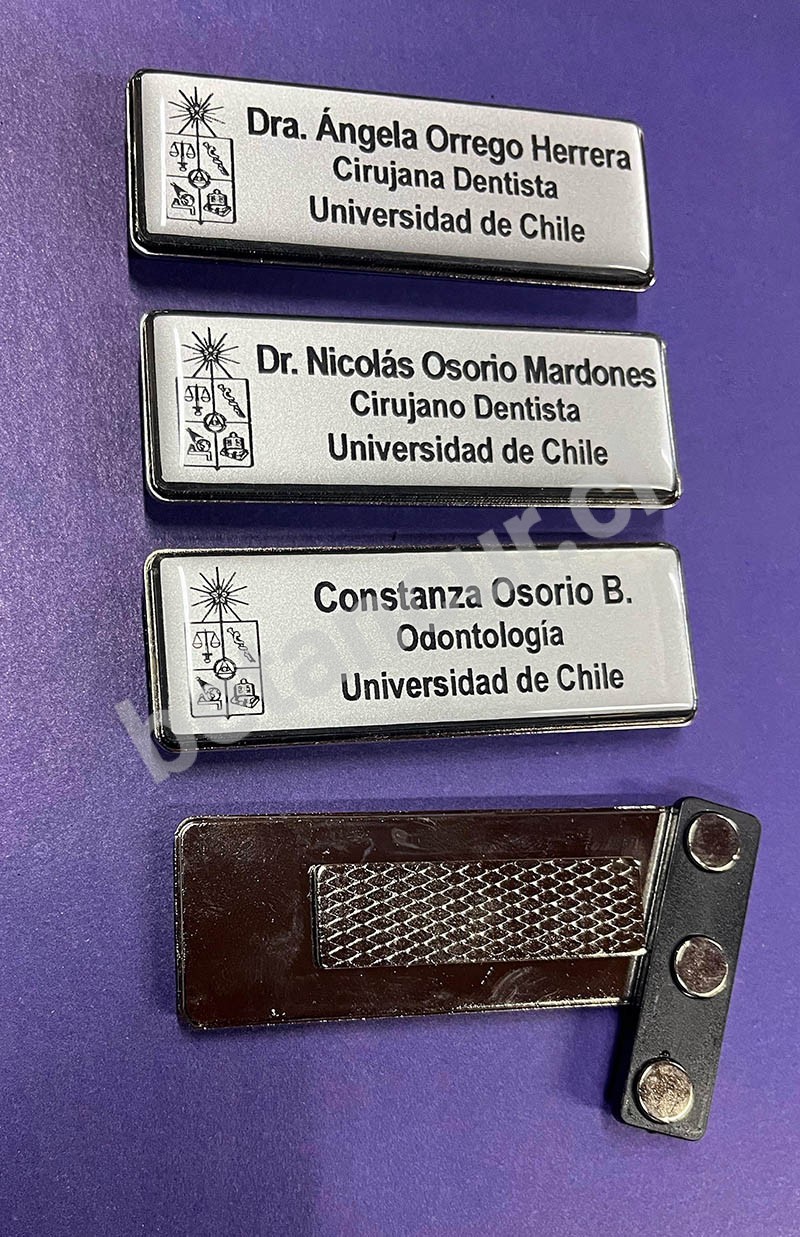 Dra. Ángela Orrego Herrera
Cirujana Dentista
Universidad de Chile
Dr. Nicolás Osorio Mardones
Cirujano Dentista
Universidad de Chile
Constanza Osorio B.
Odontología
Universidad de Chile